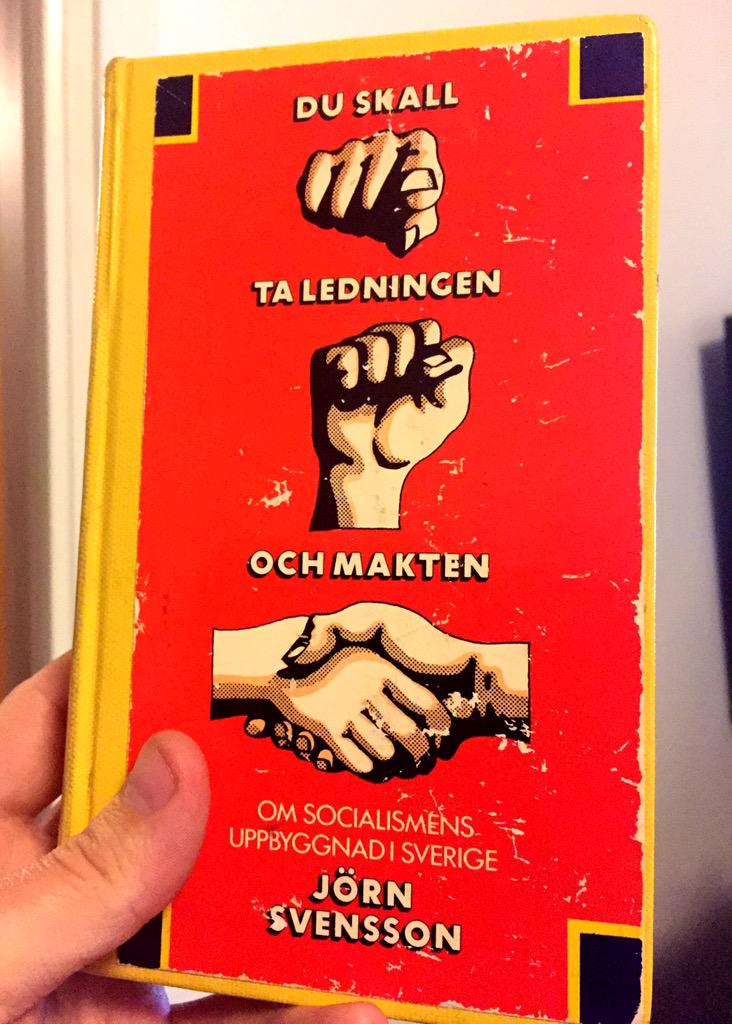 DU SKALL
TA LEDNINGEN
OCH MAKTEN
OM SOCIALISMENS
UPPBYGGNAD I SVERIGE
JÖRN
SVENSSON